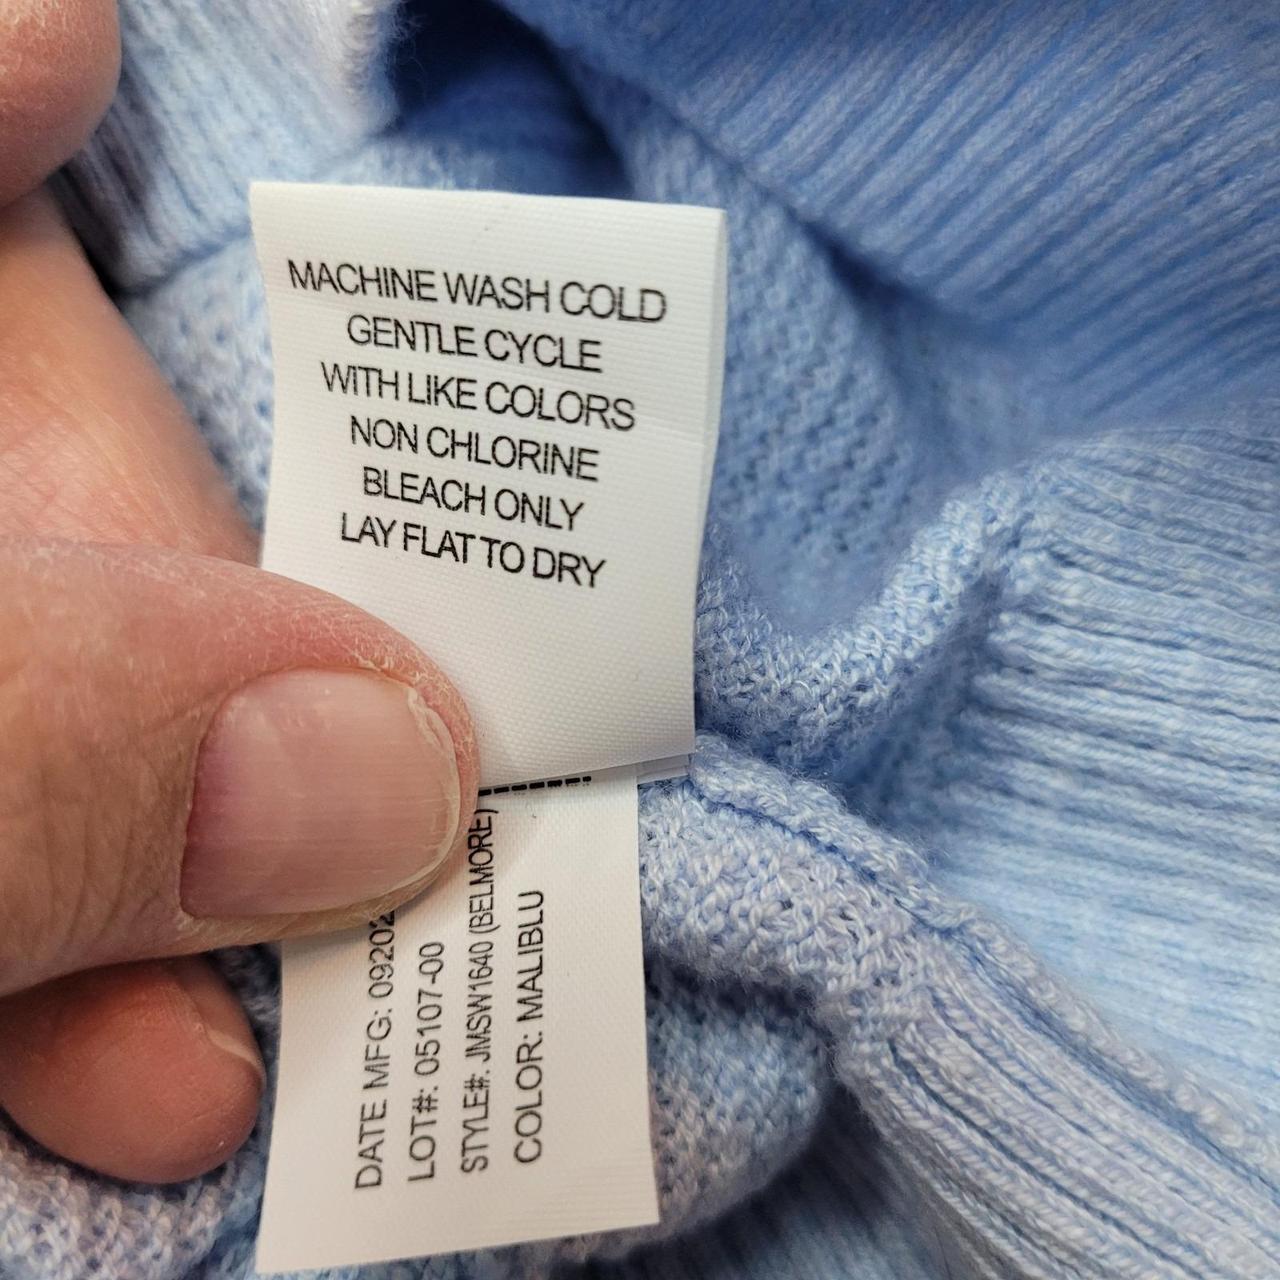 MACHINE WASH COLD
GENTLE CYCLE
WITH LIKE COLORS
NON CHLORINE
BLEACH ONLY
LAY FLAT TO DRY
DATE MFG: 09202
LOT#: 05107-00
STYLE#: JMSW1640 (BELMORE)
COLOR: MALIBLU